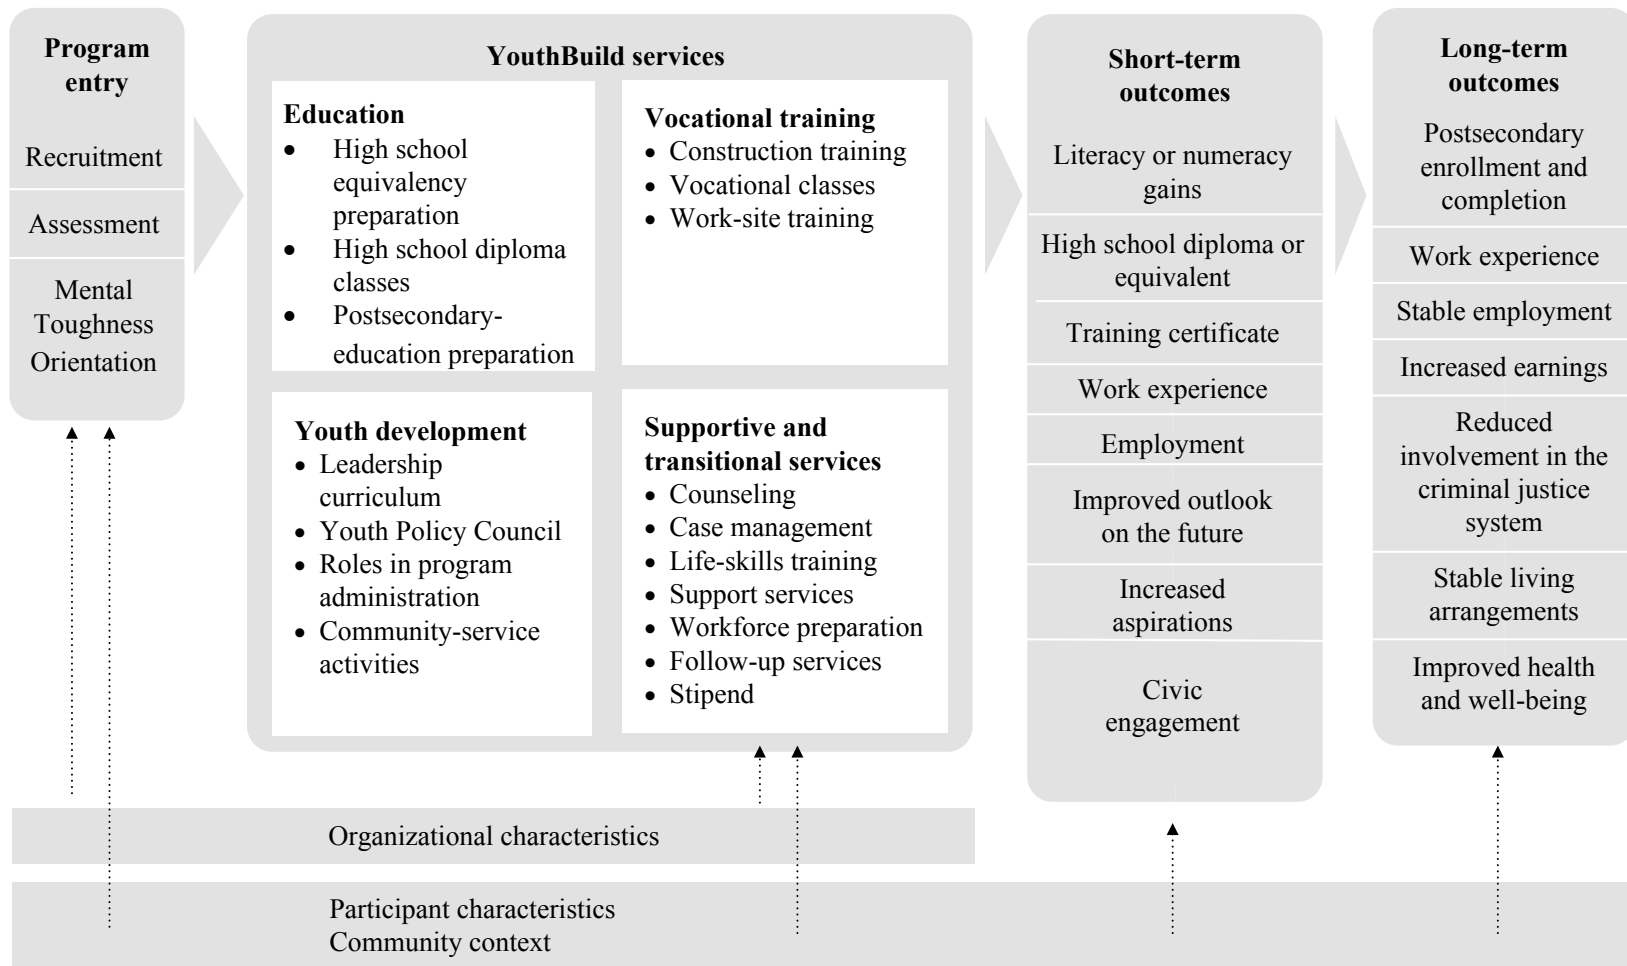 Program
entry
Recruitment
Assessment
Mental
Toughness
Orientation
YouthBuild services
Education
• High school
equivalency
preparation
• High school diploma
classes
• Postsecondary-
education preparation
Vocational training
• Construction training
• Vocational classes
• Work-site training
Youth development
• Leadership
curriculum
• Youth Policy Council
• Roles in program
administration
• Community-service
activities
Supportive and
transitional services
• Counseling
• Case management
• Life-skills training
• Support services
• Workforce preparation
• Follow-up services
• Stipend
Short-term
outcomes
Literacy or numeracy
gains
High school diploma or
equivalent
Training certificate
Work experience
Employment
Improved outlook
on the future
Increased
aspirations
Civic
engagement
Long-term
outcomes
Postsecondary
enrollment and
completion
Work experience
Stable employment
Increased earnings
Reduced
involvement in the
criminal justice
system
Stable living
arrangements
Improved health
and well-being
Organizational characteristics
Participant characteristics
Community context